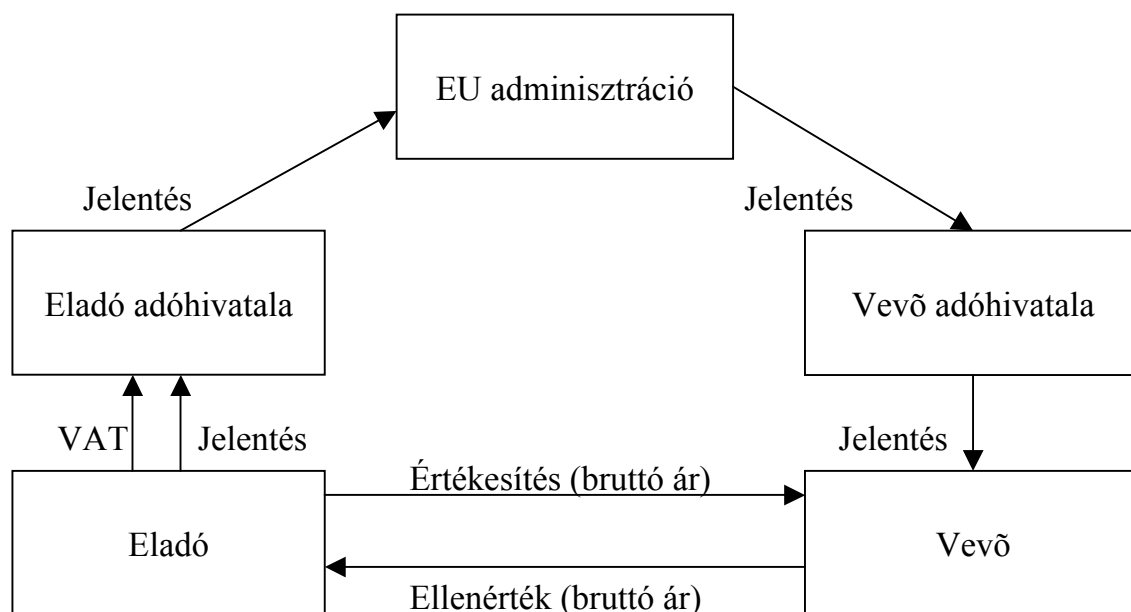 EU adminisztráció
Jelentés
Jelentés
Eladó adóhivatala
Vevõ adóhivatala
VAT
Jelentés
Jelentés
Értékesítés (bruttó ár)
Eladó
Vevõ
Ellenérték (bruttó ár)